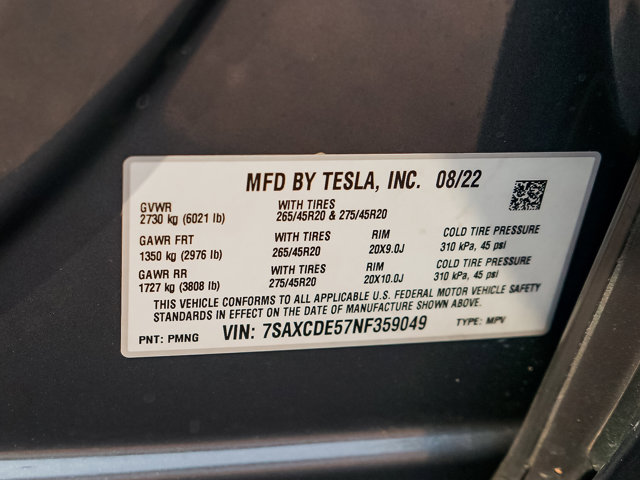 MFD BY TESLA, INC. 08/22
GVWR WITH TIRES
2730 kg (6021 lb) 265/45R20 & 275/45R20
GAWR FRT WITH TIRES RIM COLD TIRE PRESSURE
1350 kg (2976 lb) 265/45R20 20X9.0J 310 kPa, 45 psi
GAWR RR WITH TIRES RIM COLD TIRE PRESSURE
1727 kg (3808 lb) 275/45R20 20X10.0J 310 kPa, 45 psi
THIS VEHICLE CONFORMS TO ALL APPLICABLE U.S. FEDERAL MOTOR VEHICLE SAFETY
STANDARDS IN EFFECT ON THE DATE OF MANUFACTURE SHOWN ABOVE.
PNT: PMNG VIN: 7SAXCDE57NF359049 TYPE: MPV